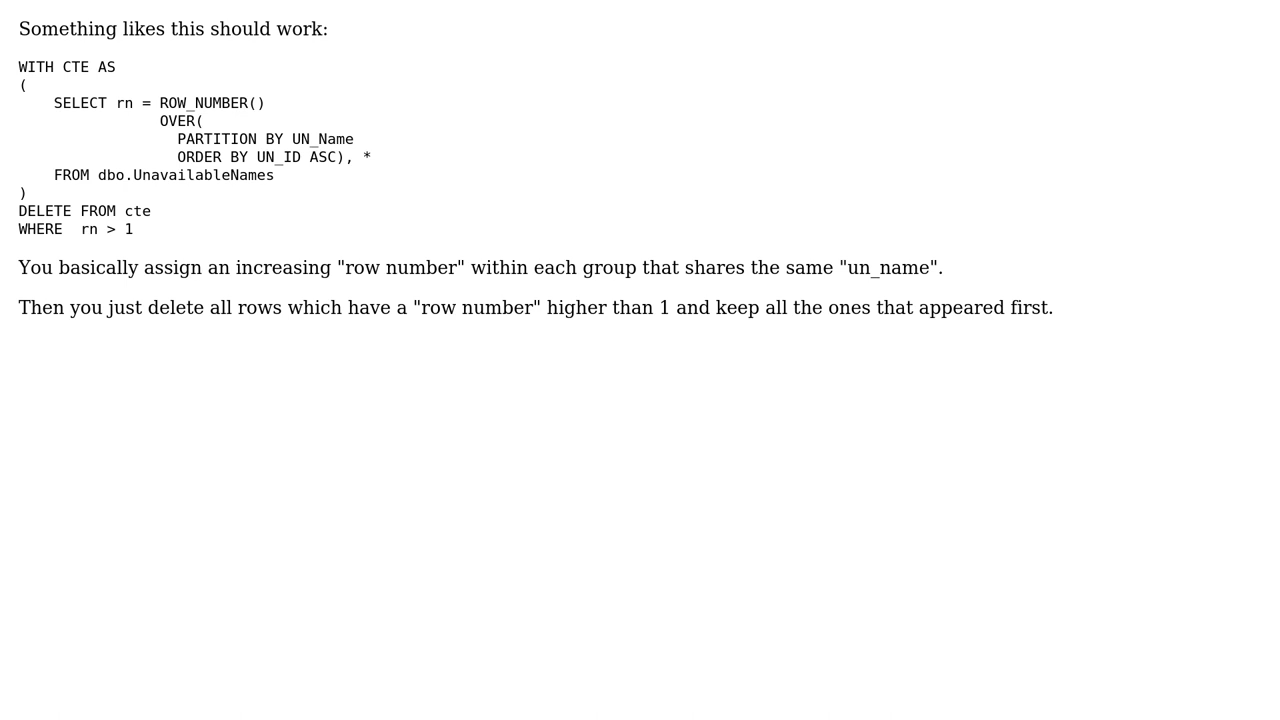 Something likes this should work:
WITH CTE AS
(
    SELECT rn = ROW_NUMBER()
                OVER(
                  PARTITION BY UN_Name
                  ORDER BY UN_ID ASC), *
    FROM dbo.UnavailableNames
)
DELETE FROM cte
WHERE  rn > 1
You basically assign an increasing "row number" within each group that shares the same "un_name".
Then you just delete all rows which have a "row number" higher than 1 and keep all the ones that appeared first.